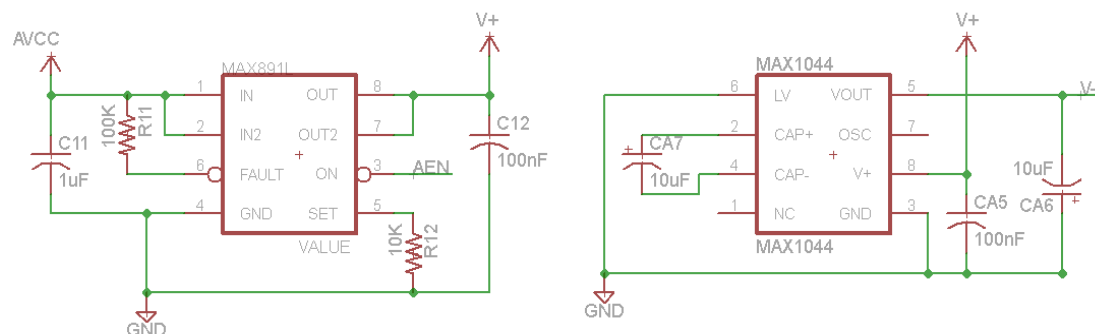 AVCC
V+
MAX891L
1 IN OUT 8
2 IN2 OUT2 7
6 FAULT ON 3 AEN
4 GND SET 5
VALUE
C11
1uF
100K
R11
C12
100nF
10K
R12
GND
V+
MAX1044
6 LV VOUT 5 V-
2 CAP+ OSC 7
4 CAP- V+ 8
1 NC GND 3
MAX1044
+ CA7
10uF
CA5
100nF
10uF
CA6 +
GND